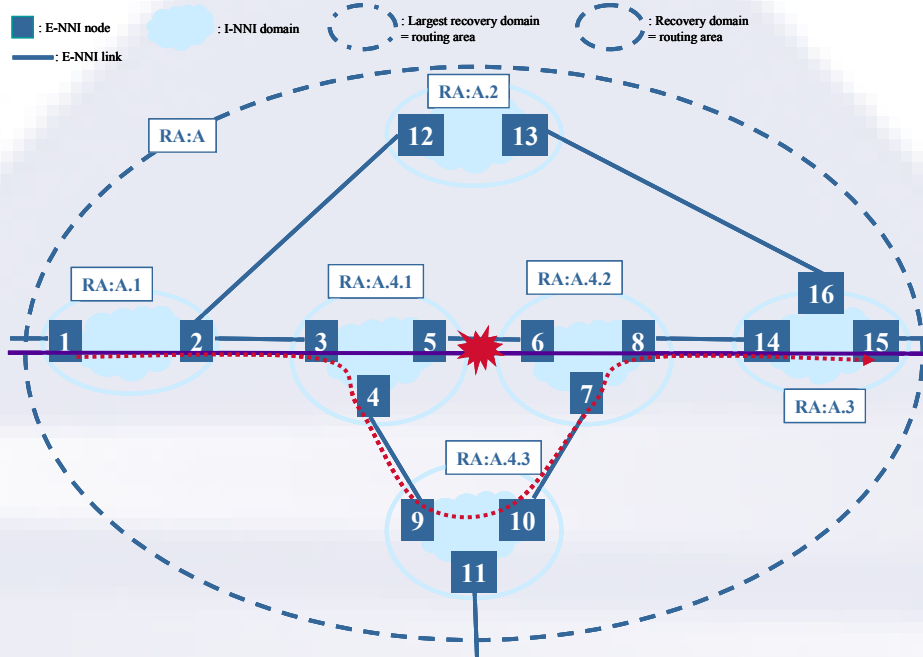 : E-NNI node
: I-NNI domain
: Largest recovery domain
= routing area
: Recovery domain
= routing area
: E-NNI link
RA:A.2
RA:A
12
13
RA:A.1
RA:A.4.1
RA:A.4.2
16
1
2
3
5
6
8
14
15
4
7
RA:A.3
RA:A.4.3
9
10
11